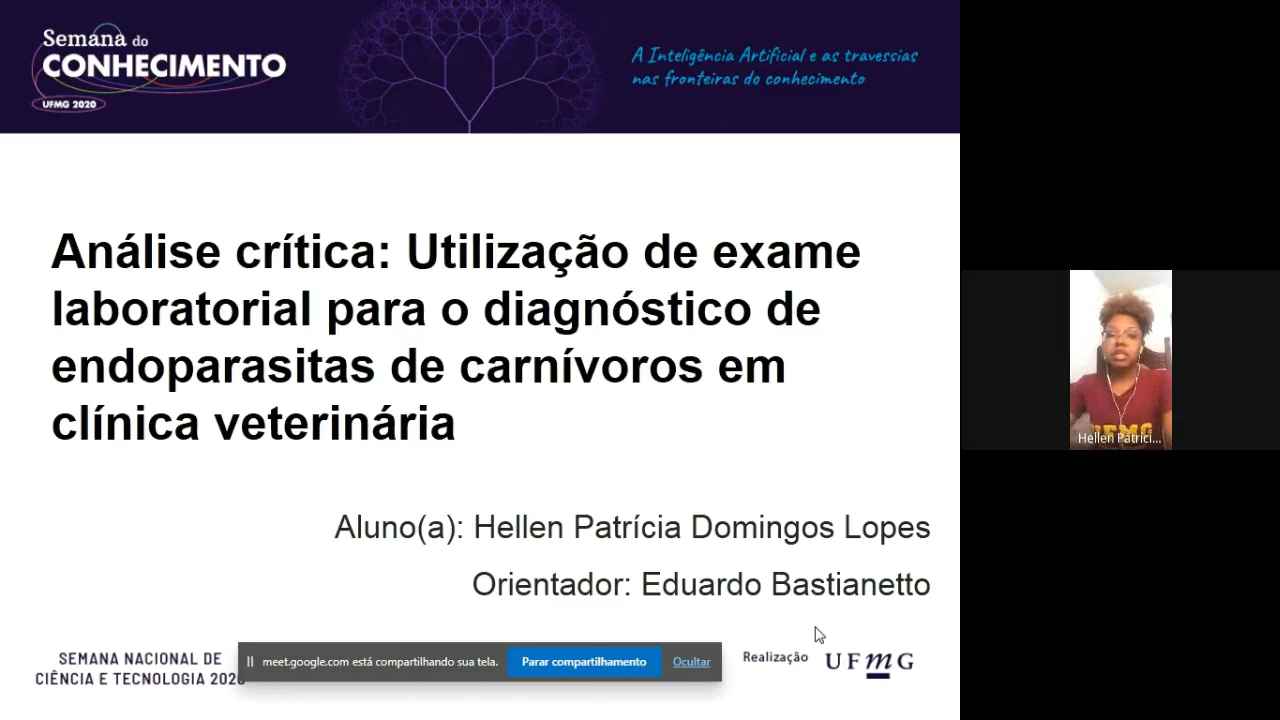 Semana do
CONHECIMENTO
UFMG 2020
A Inteligência Artificial e as travessias
nas fronteiras do conhecimento
Análise crítica: Utilização de exame
laboratorial para o diagnóstico de
endoparasitas de carnívoros em
clínica veterinária
Aluno(a): Hellen Patrícia Domingos Lopes
Orientador: Eduardo Bastianetto
SEMANA NACIONAL DE
CIÊNCIA E TECNOLOGIA 2020
meet.google.com está compartilhando sua tela.
Parar compartilhamento
Ocultar
Realização
UFmG
UFMG
Hellen Patríci...